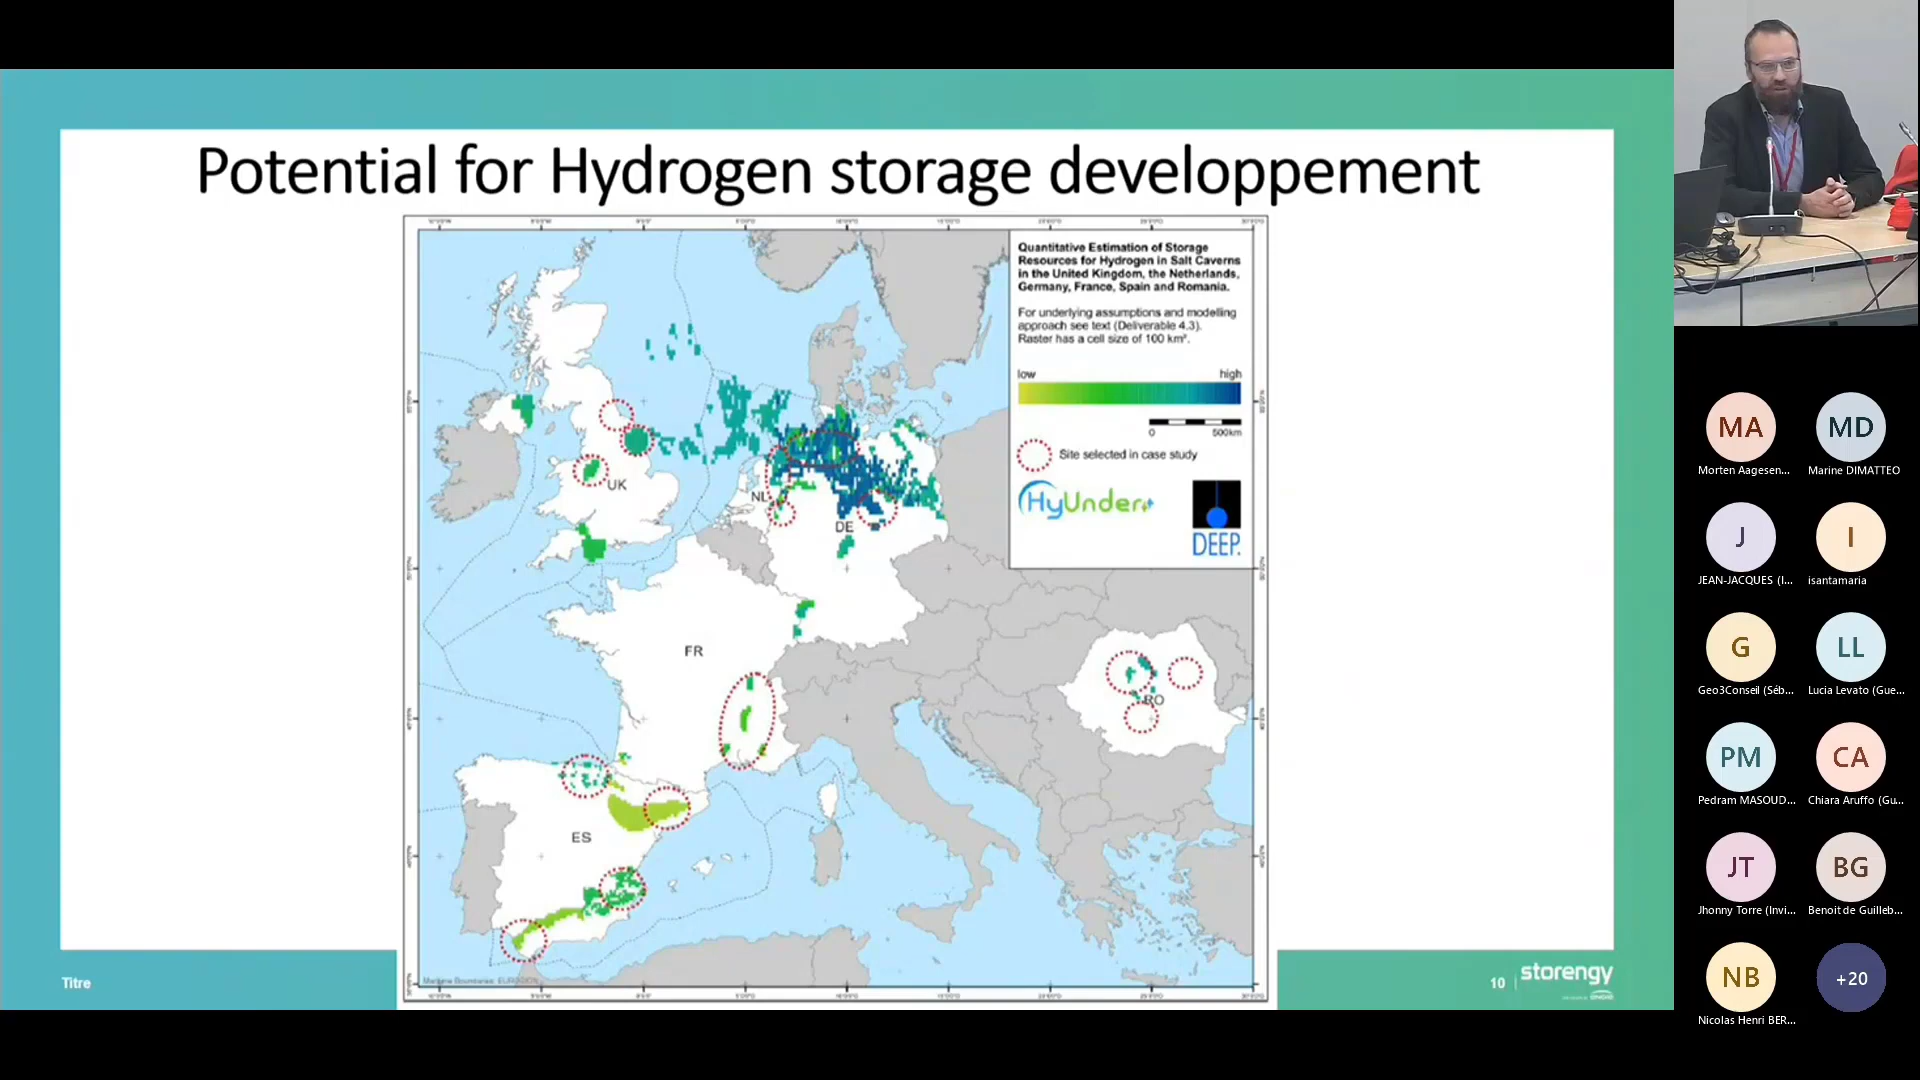 Potential for Hydrogen storage developpement
Quantitative Estimation of Storage
Resources for Hydrogen in Salt Caverns
in the United Kingdom, the Netherlands,
Germany, France, Spain and Romania.
For underlying assumptions and modelling
approach see text (Deliverable 4.3).
Raster has a cell size of 100 km².
low high
0 500km
Site selected in case study
HyUnder
DEEP.
UK
NL
DE
FR
RO
ES
Titre
10
storengy
MA
Morten Aagesen...
MD
Marine DIMATTEO
J
JEAN-JACQUES (I...
I
isantamaria
G
Geo3Conseil (Séb...
LL
Lucia Levato (Gue...
PM
Pedram MASOUD...
CA
Chiara Aruffo (Gu...
JT
Jhonny Torre (Invi...
BG
Benoit de Guilleb...
NB
Nicolas Henri BER...
+20